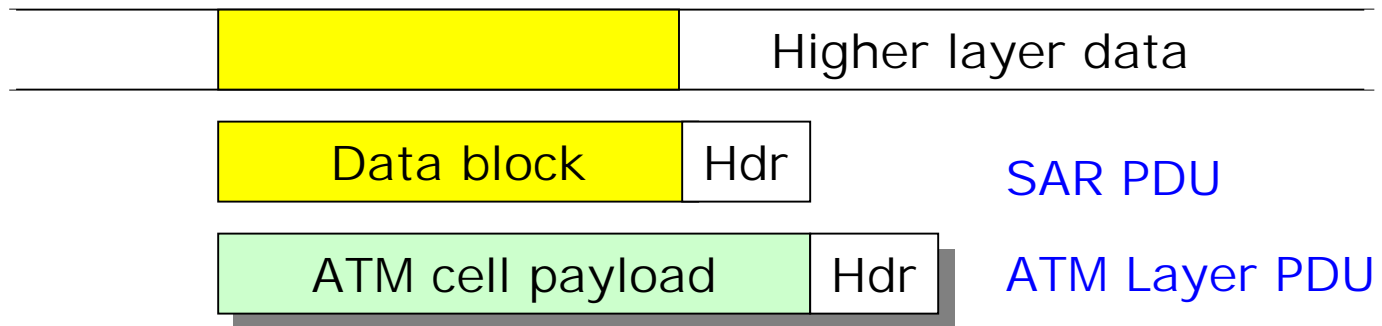 Higher layer data
Data block Hdr SAR PDU
ATM cell payload Hdr ATM Layer PDU